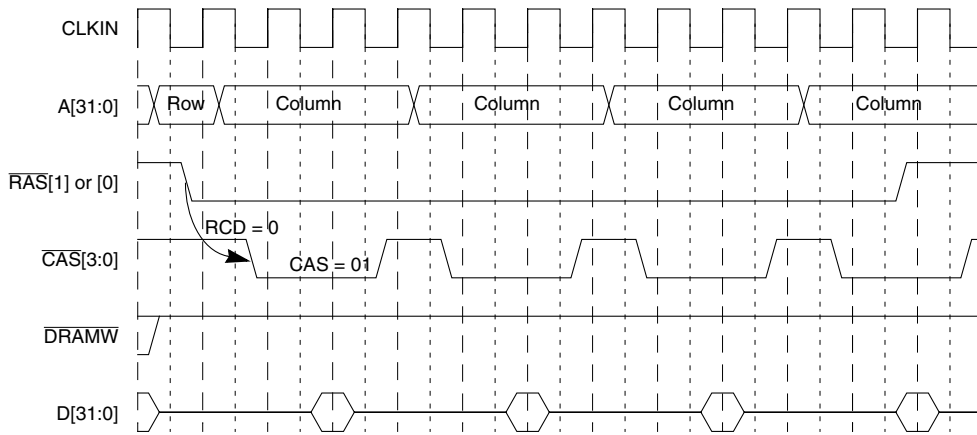 CLKIN
A[31:0] Row Column Column Column Column
RAS[1] or [0]
RCD = 0
CAS[3:0] CAS = 01
DRAMW
D[31:0]